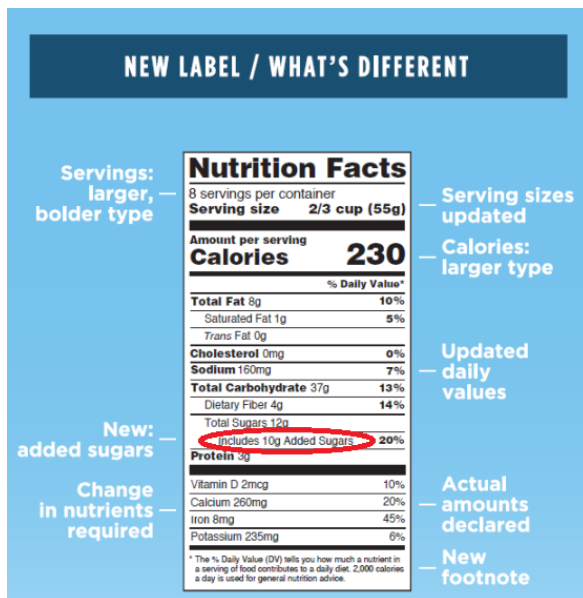 NEW LABEL / WHAT'S DIFFERENT
Servings:
larger,
bolder type
New:
added sugars
Change
in nutrients
required
Nutrition Facts
8 servings per container
Serving size 2/3 cup (55g)
Amount per serving
Calories 230
% Daily Value*
Total Fat 8g 10%
Saturated Fat 1g 5%
Trans Fat 0g
Cholesterol 0mg 0%
Sodium 160mg 7%
Total Carbohydrate 37g 13%
Dietary Fiber 4g 14%
Total Sugars 12g
Includes 10g Added Sugars 20%
Protein 3g
Vitamin D 2mcg 10%
Calcium 260mg 20%
Iron 8mg 45%
Potassium 235mg 6%
* The % Daily Value (DV) tells you how much a nutrient in
a serving of food contributes to a daily diet. 2,000 calories
a day is used for general nutrition advice.
Serving sizes
updated
Calories:
larger type
Updated
daily
values
Actual
amounts
declared
New
footnote